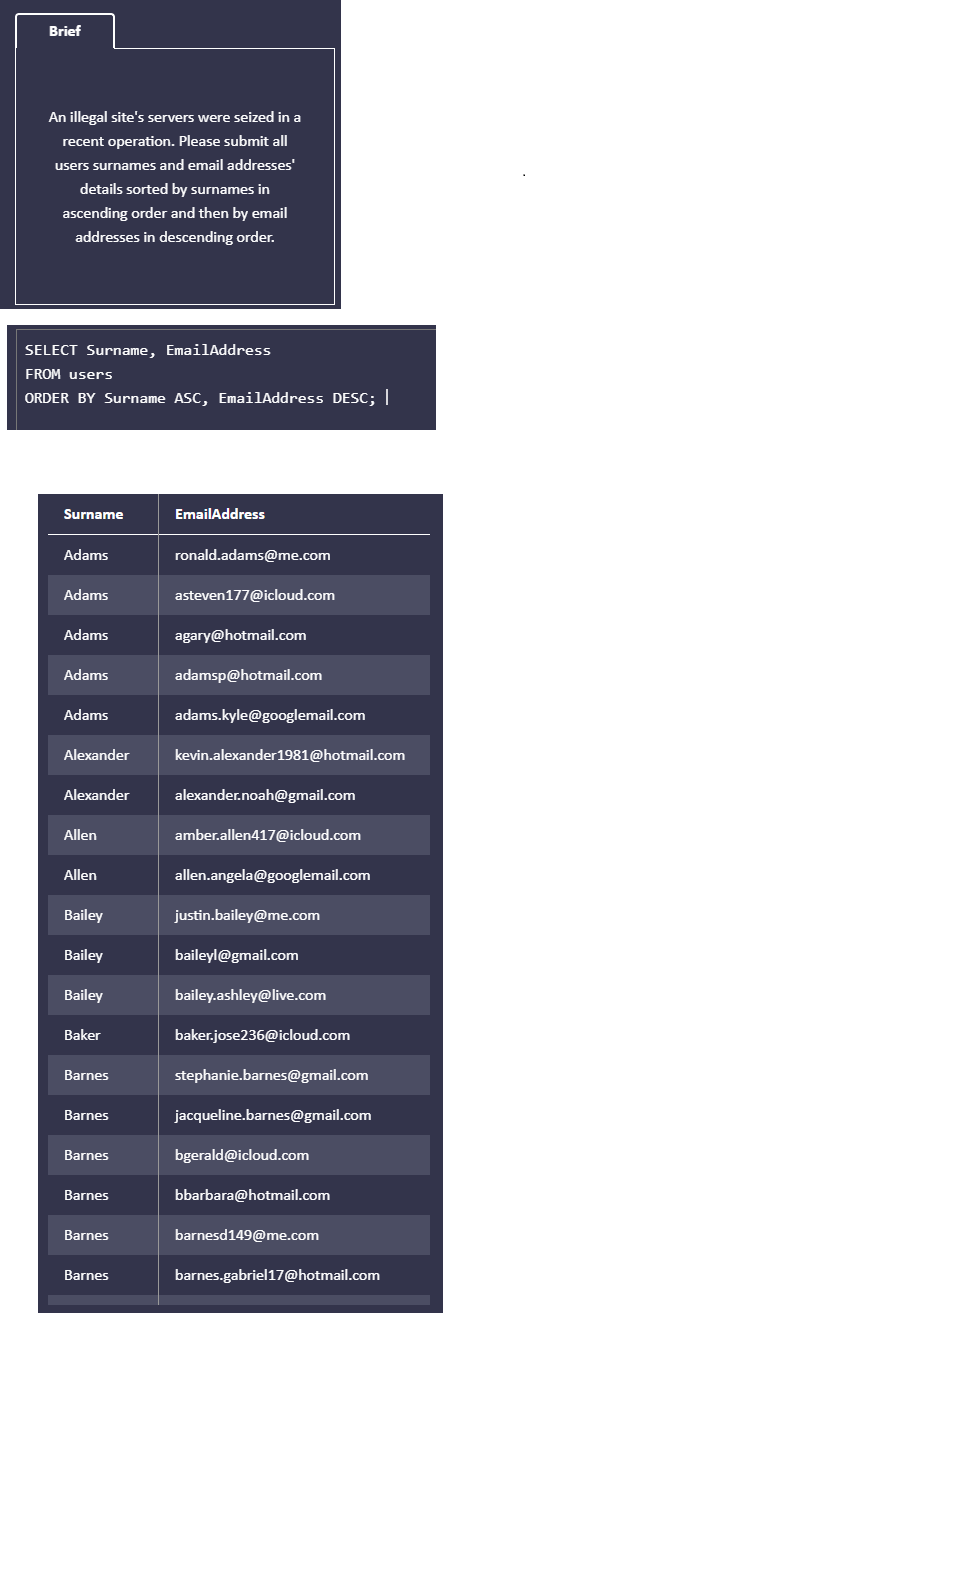 Brief
An illegal site's servers were seized in a
recent operation. Please submit all
users surnames and email addresses'
details sorted by surnames in
ascending order and then by email
addresses in descending order.
.
SELECT Surname, EmailAddress
FROM users
ORDER BY Surname ASC, EmailAddress DESC;
Surname EmailAddress
Adams ronald.adams@me.com
Adams asteven177@icloud.com
Adams agary@hotmail.com
Adams adamsp@hotmail.com
Adams adams.kyle@googlemail.com
Alexander kevin.alexander1981@hotmail.com
Alexander alexander.noah@gmail.com
Allen amber.allen417@icloud.com
Allen allen.angela@googlemail.com
Bailey justin.bailey@me.com
Bailey baileyl@gmail.com
Bailey bailey.ashley@live.com
Baker baker.jose236@icloud.com
Barnes stephanie.barnes@gmail.com
Barnes jacqueline.barnes@gmail.com
Barnes bgerald@icloud.com
Barnes bbarbara@hotmail.com
Barnes barnesd149@me.com
Barnes barnes.gabriel17@hotmail.com